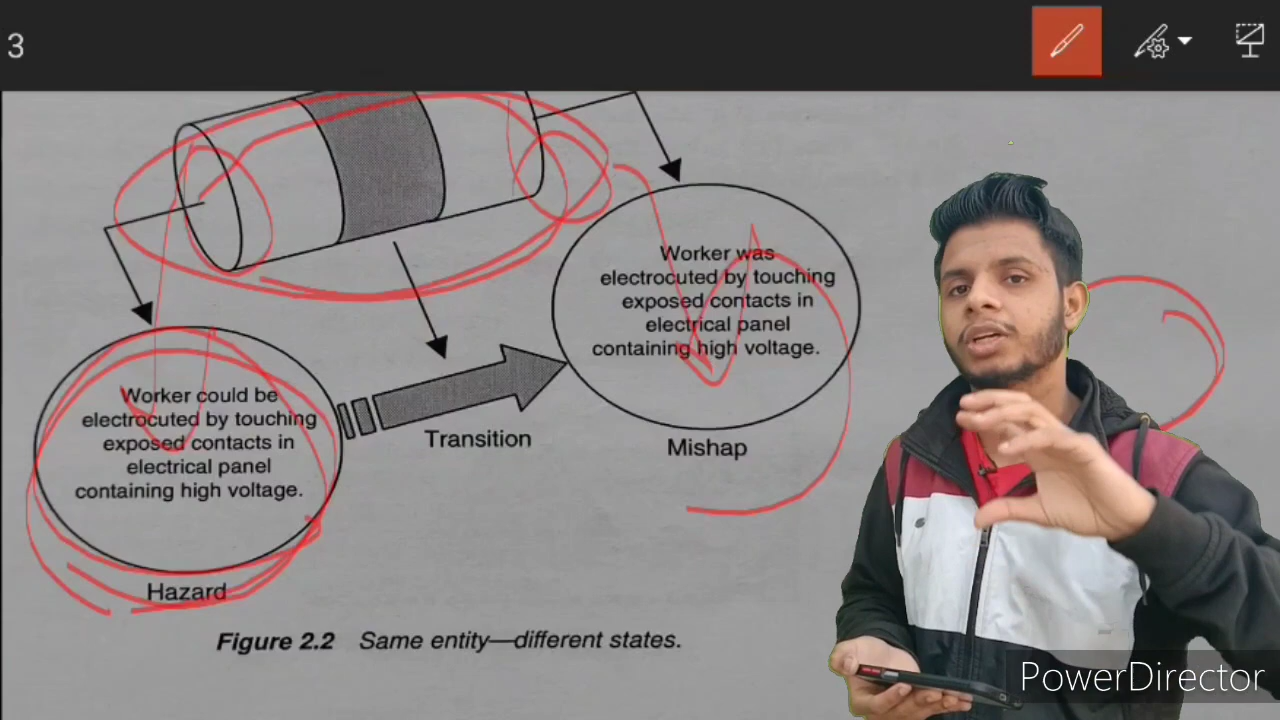 3
Worker was
electrocuted by touching
exposed contacts in
electrical panel
containing high voltage.
Worker could be
electrocuted by touching
exposed contacts in
electrical panel
containing high voltage.
Transition
Mishap
Hazard
Figure 2.2 Same entity—different states.
PowerDirector